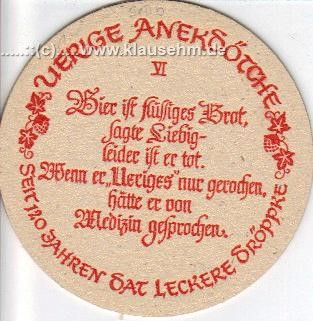 .....::(c)::..www.klausehm.de
UERIGE ANEKDÖTCHE
VI
Bier ist flüssiges Brot,
sagte Liebig-
leider ist er tot.
Wenn er „Ueriges" nur gerochen,
hätte er von
Medizin gesprochen.
SEIT 120 JAHREN DAT LECKERE DRÖPPKE